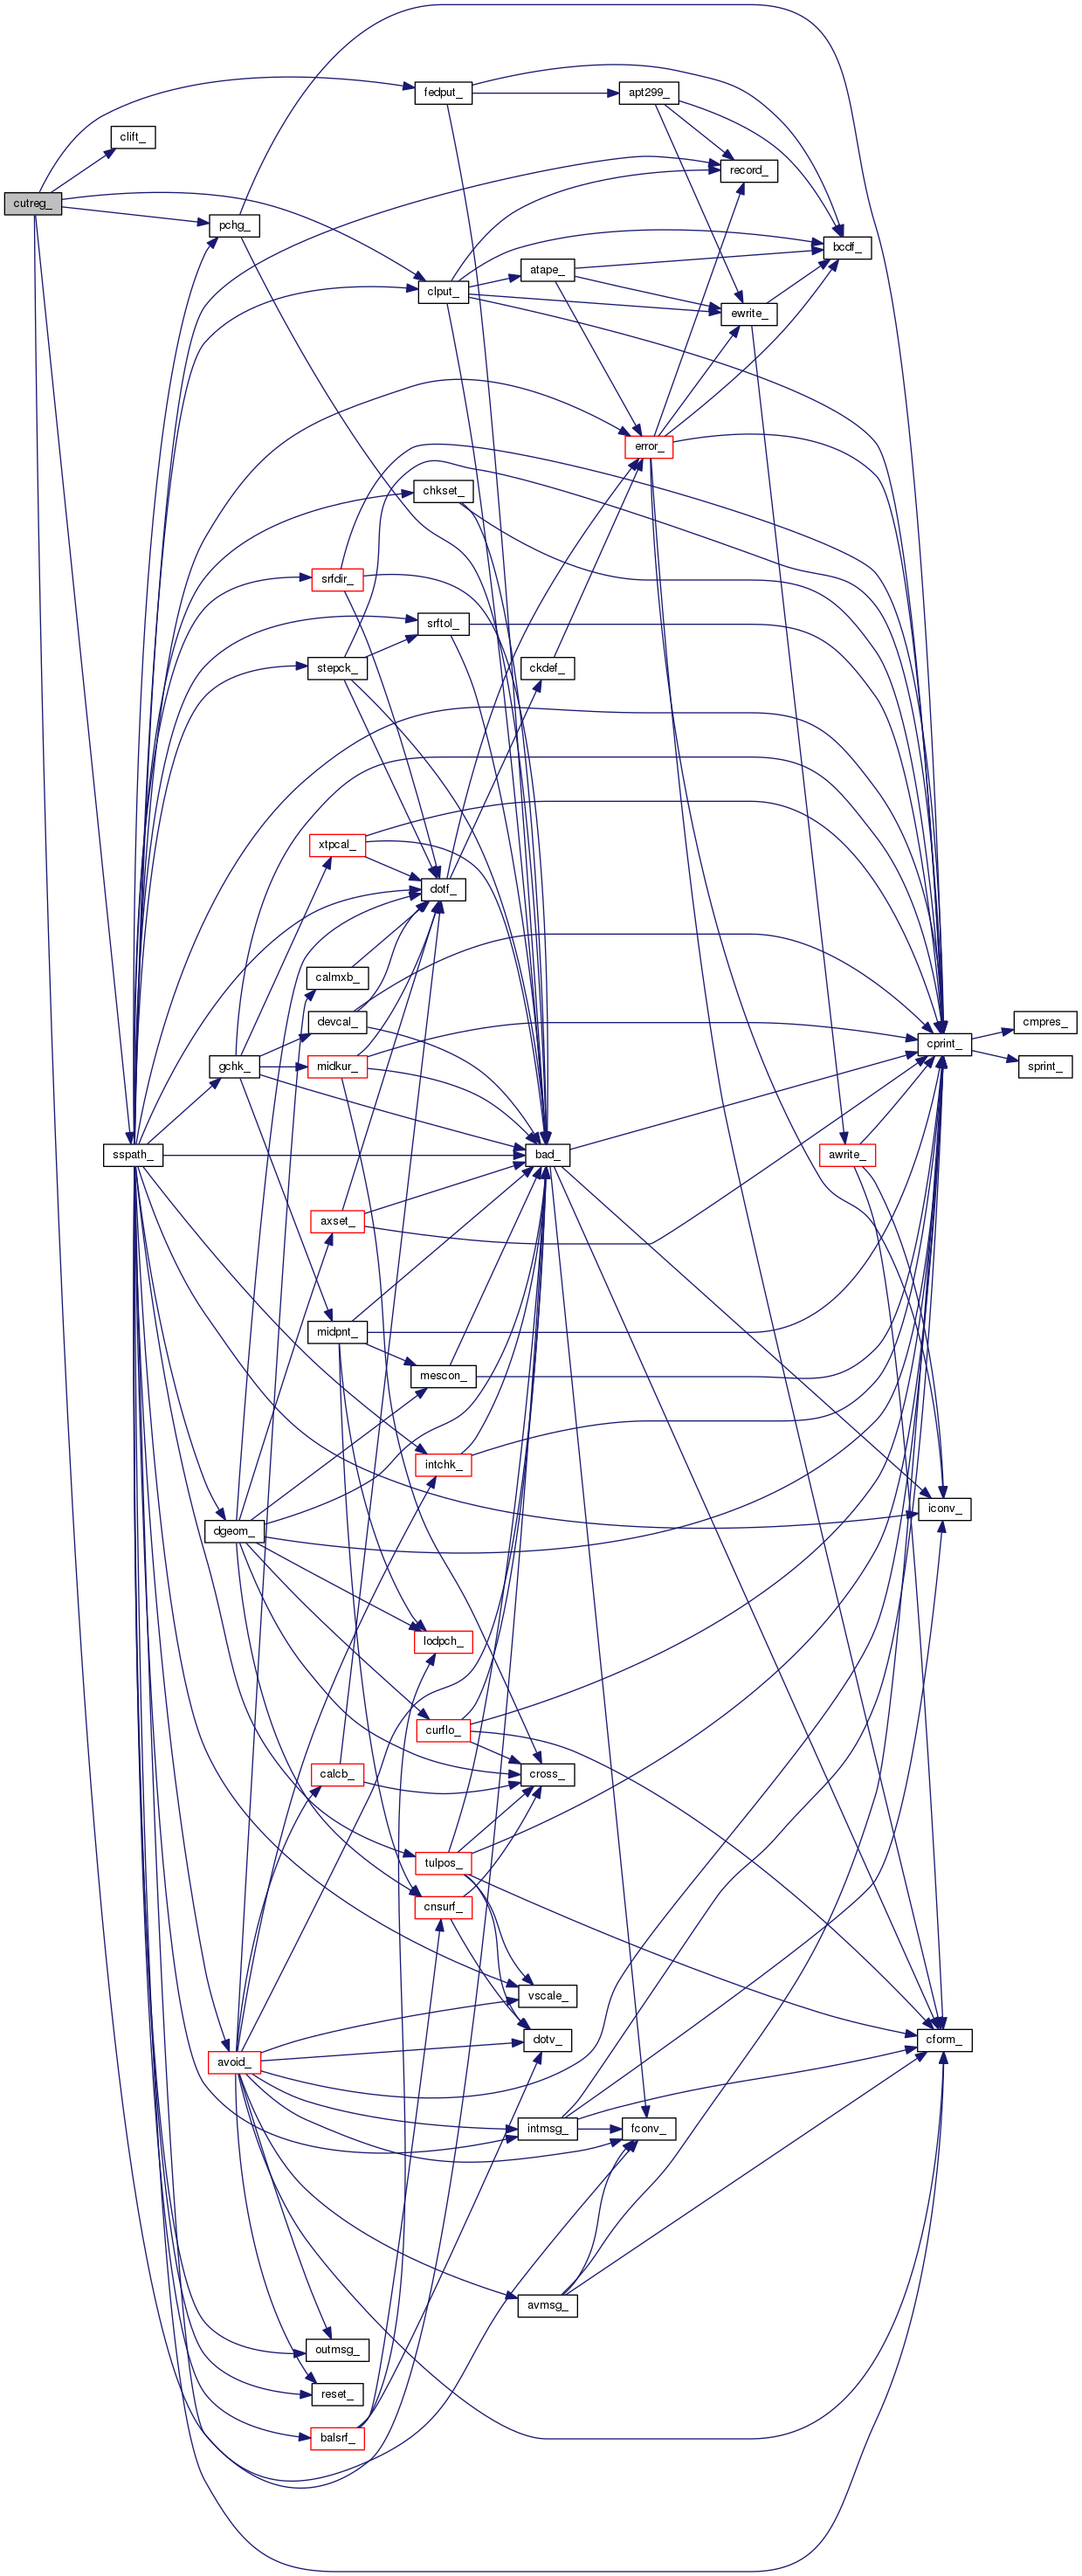 fedput_
apt299_
clift_
record_
cutreg_
pchg_
bcdf_
atape_
clput_
ewrite_
error_
chkset_
srfdir_
srftol_
stepck_
ckdef_
xtpcal_
dotf_
calmxb_
devcal_
cmpres_
cprint_
gchk_
midkur_
sprint_
sspath_
bad_
awrite_
axset_
midpnt_
mescon_
intchk_
iconv_
dgeom_
lodpch_
curflo_
calcb_
cross_
tulpos_
cnsurf_
vscale_
dotv_
cform_
avoid_
intmsg_
fconv_
avmsg_
outmsg_
reset_
balsrf_